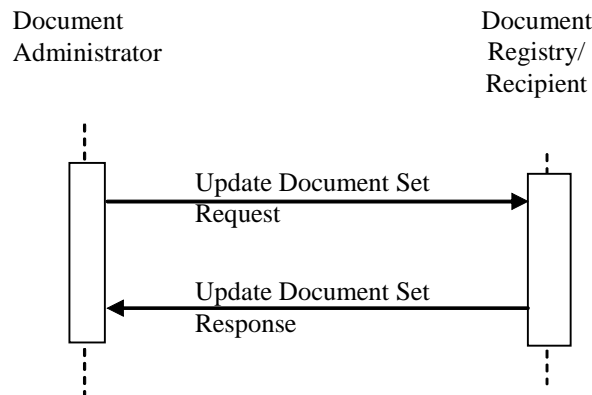 Document
Administrator
Document
Registry/
Recipient
Update Document Set
Request
Update Document Set
Response